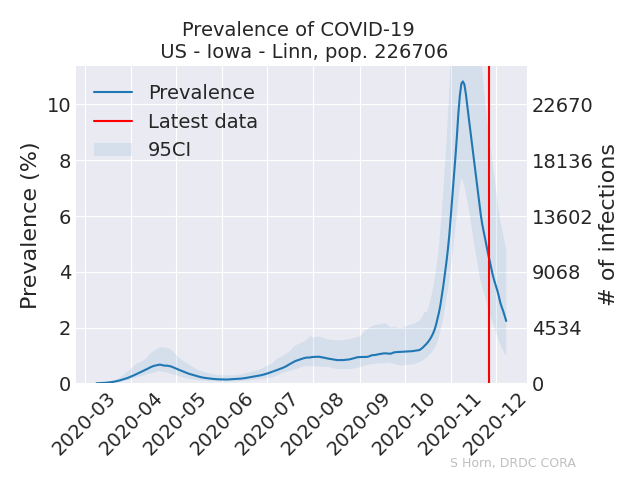 Prevalence of COVID-19
US - Iowa - Linn, pop. 226706
Prevalence
Latest data
95CI
Prevalence (%)
10
8
6
4
2
0
22670
18136
13602
9068
4534
0
# of infections
2020-03
2020-04
2020-05
2020-06
2020-07
2020-08
2020-09
2020-10
2020-11
2020-12
S Horn, DRDC CORA